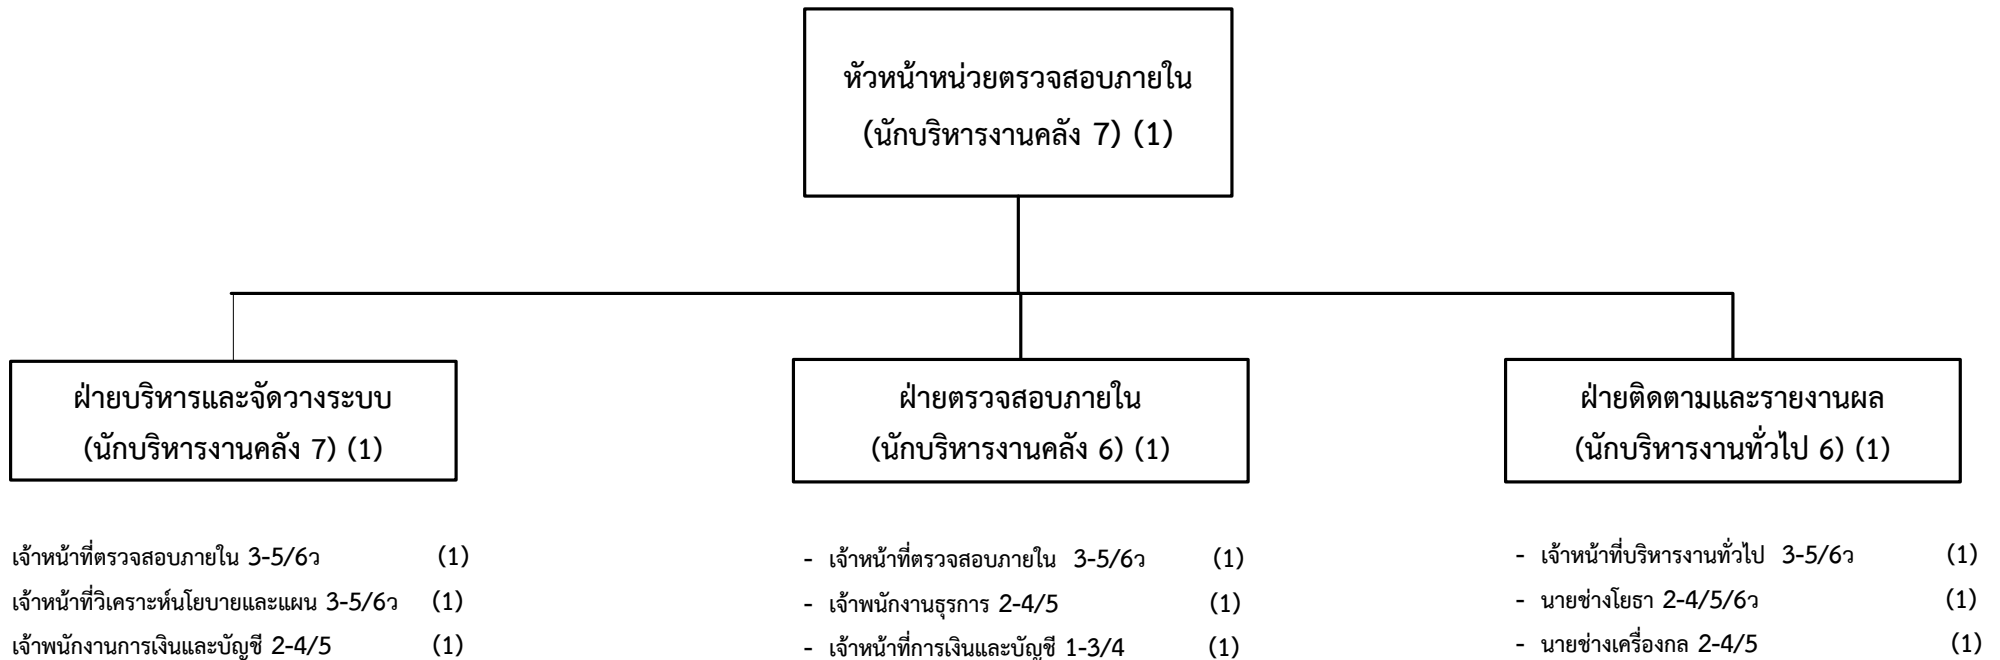 หัวหน้าหน่วยตรวจสอบภายใน
(นักบริหารงานคลัง 7) (1)
ฝ่ายบริหารและจัดวางระบบ
(นักบริหารงานคลัง 7) (1)
ฝ่ายตรวจสอบภายใน
(นักบริหารงานคลัง 6) (1)
ฝ่ายติดตามและรายงานผล
(นักบริหารงานทั่วไป 6) (1)
เจ้าหน้าที่ตรวจสอบภายใน 3-5/6ว (1)
เจ้าหน้าที่วิเคราะห์นโยบายและแผน 3-5/6ว (1)
เจ้าพนักงานการเงินและบัญชี 2-4/5 (1)
- เจ้าหน้าที่ตรวจสอบภายใน 3-5/6ว (1)
- เจ้าพนักงานธุรการ 2-4/5 (1)
- เจ้าหน้าที่การเงินและบัญชี 1-3/4 (1)
- เจ้าหน้าที่บริหารงานทั่วไป 3-5/6ว (1)
- นายช่างโยธา 2-4/5/6ว (1)
- นายช่างเครื่องกล 2-4/5 (1)